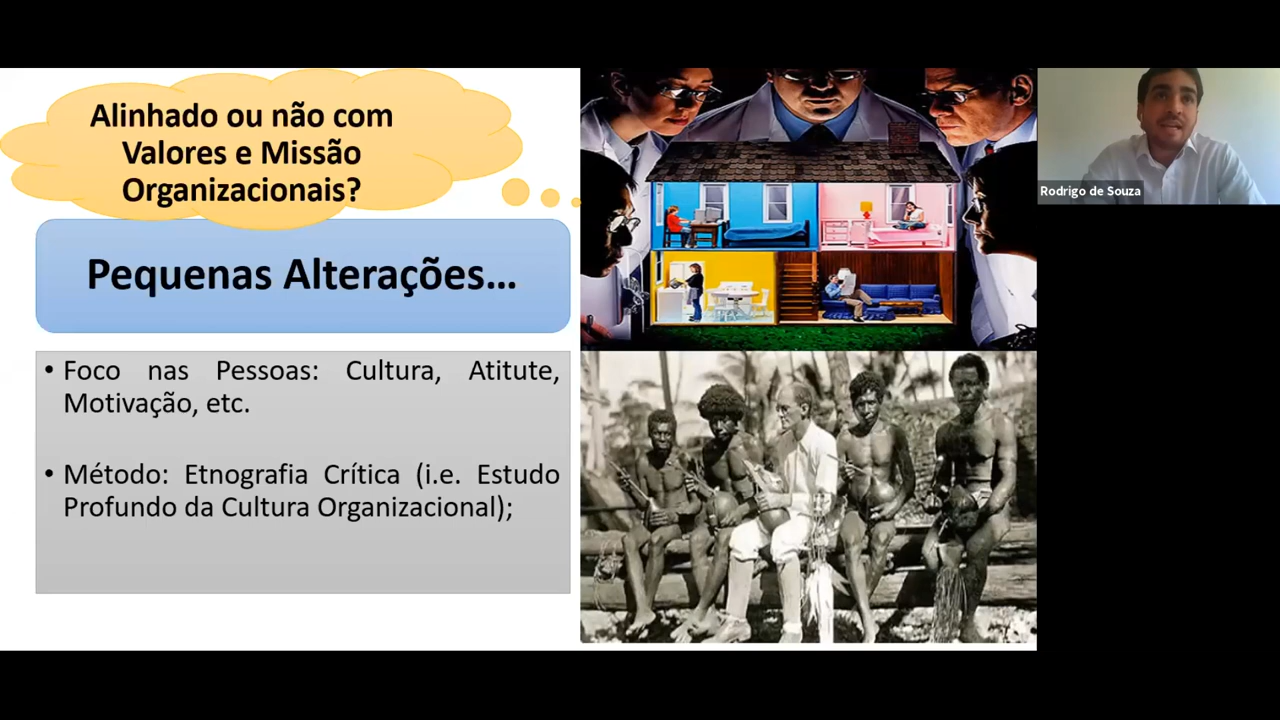 Alinhado ou não com
Valores e Missão
Organizacionais?
Pequenas Alterações...
• Foco nas Pessoas: Cultura, Atitute,
Motivação, etc.
• Método: Etnografia Crítica (i.e. Estudo
Profundo da Cultura Organizacional);
Rodrigo de Souza